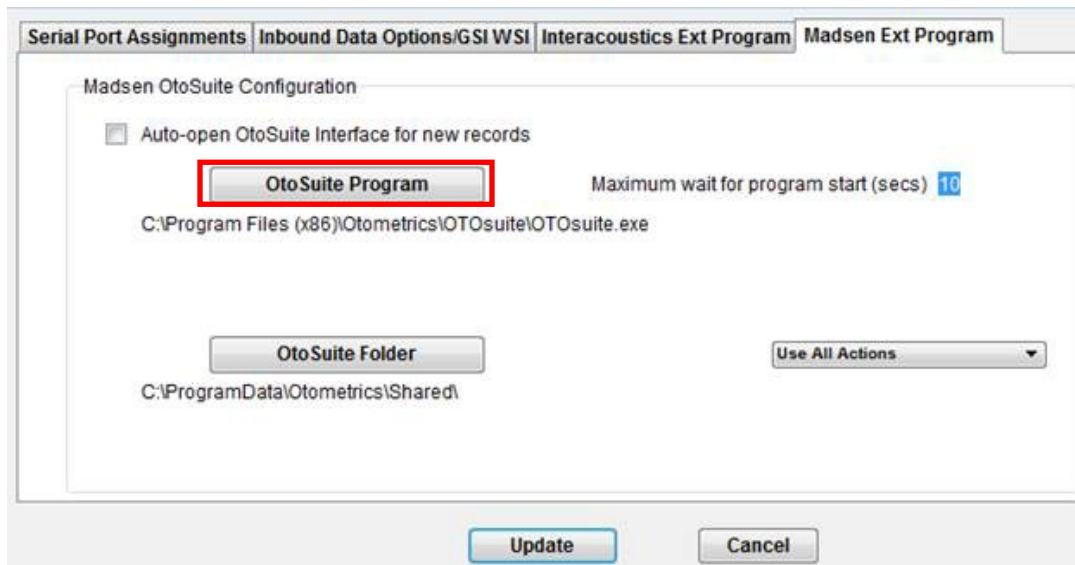 Serial Port Assignments Inbound Data Options/GSI WSI Interacoustics Ext Program Madsen Ext Program
Madsen OtoSuite Configuration
Auto-open OtoSuite Interface for new records
OtoSuite Program Maximum wait for program start (secs) 10
C:\Program Files (x86)\Otometrics\OTOsuite\OTOsuite.exe
OtoSuite Folder Use All Actions
C:\ProgramData\Otometrics\Shared\
Update Cancel